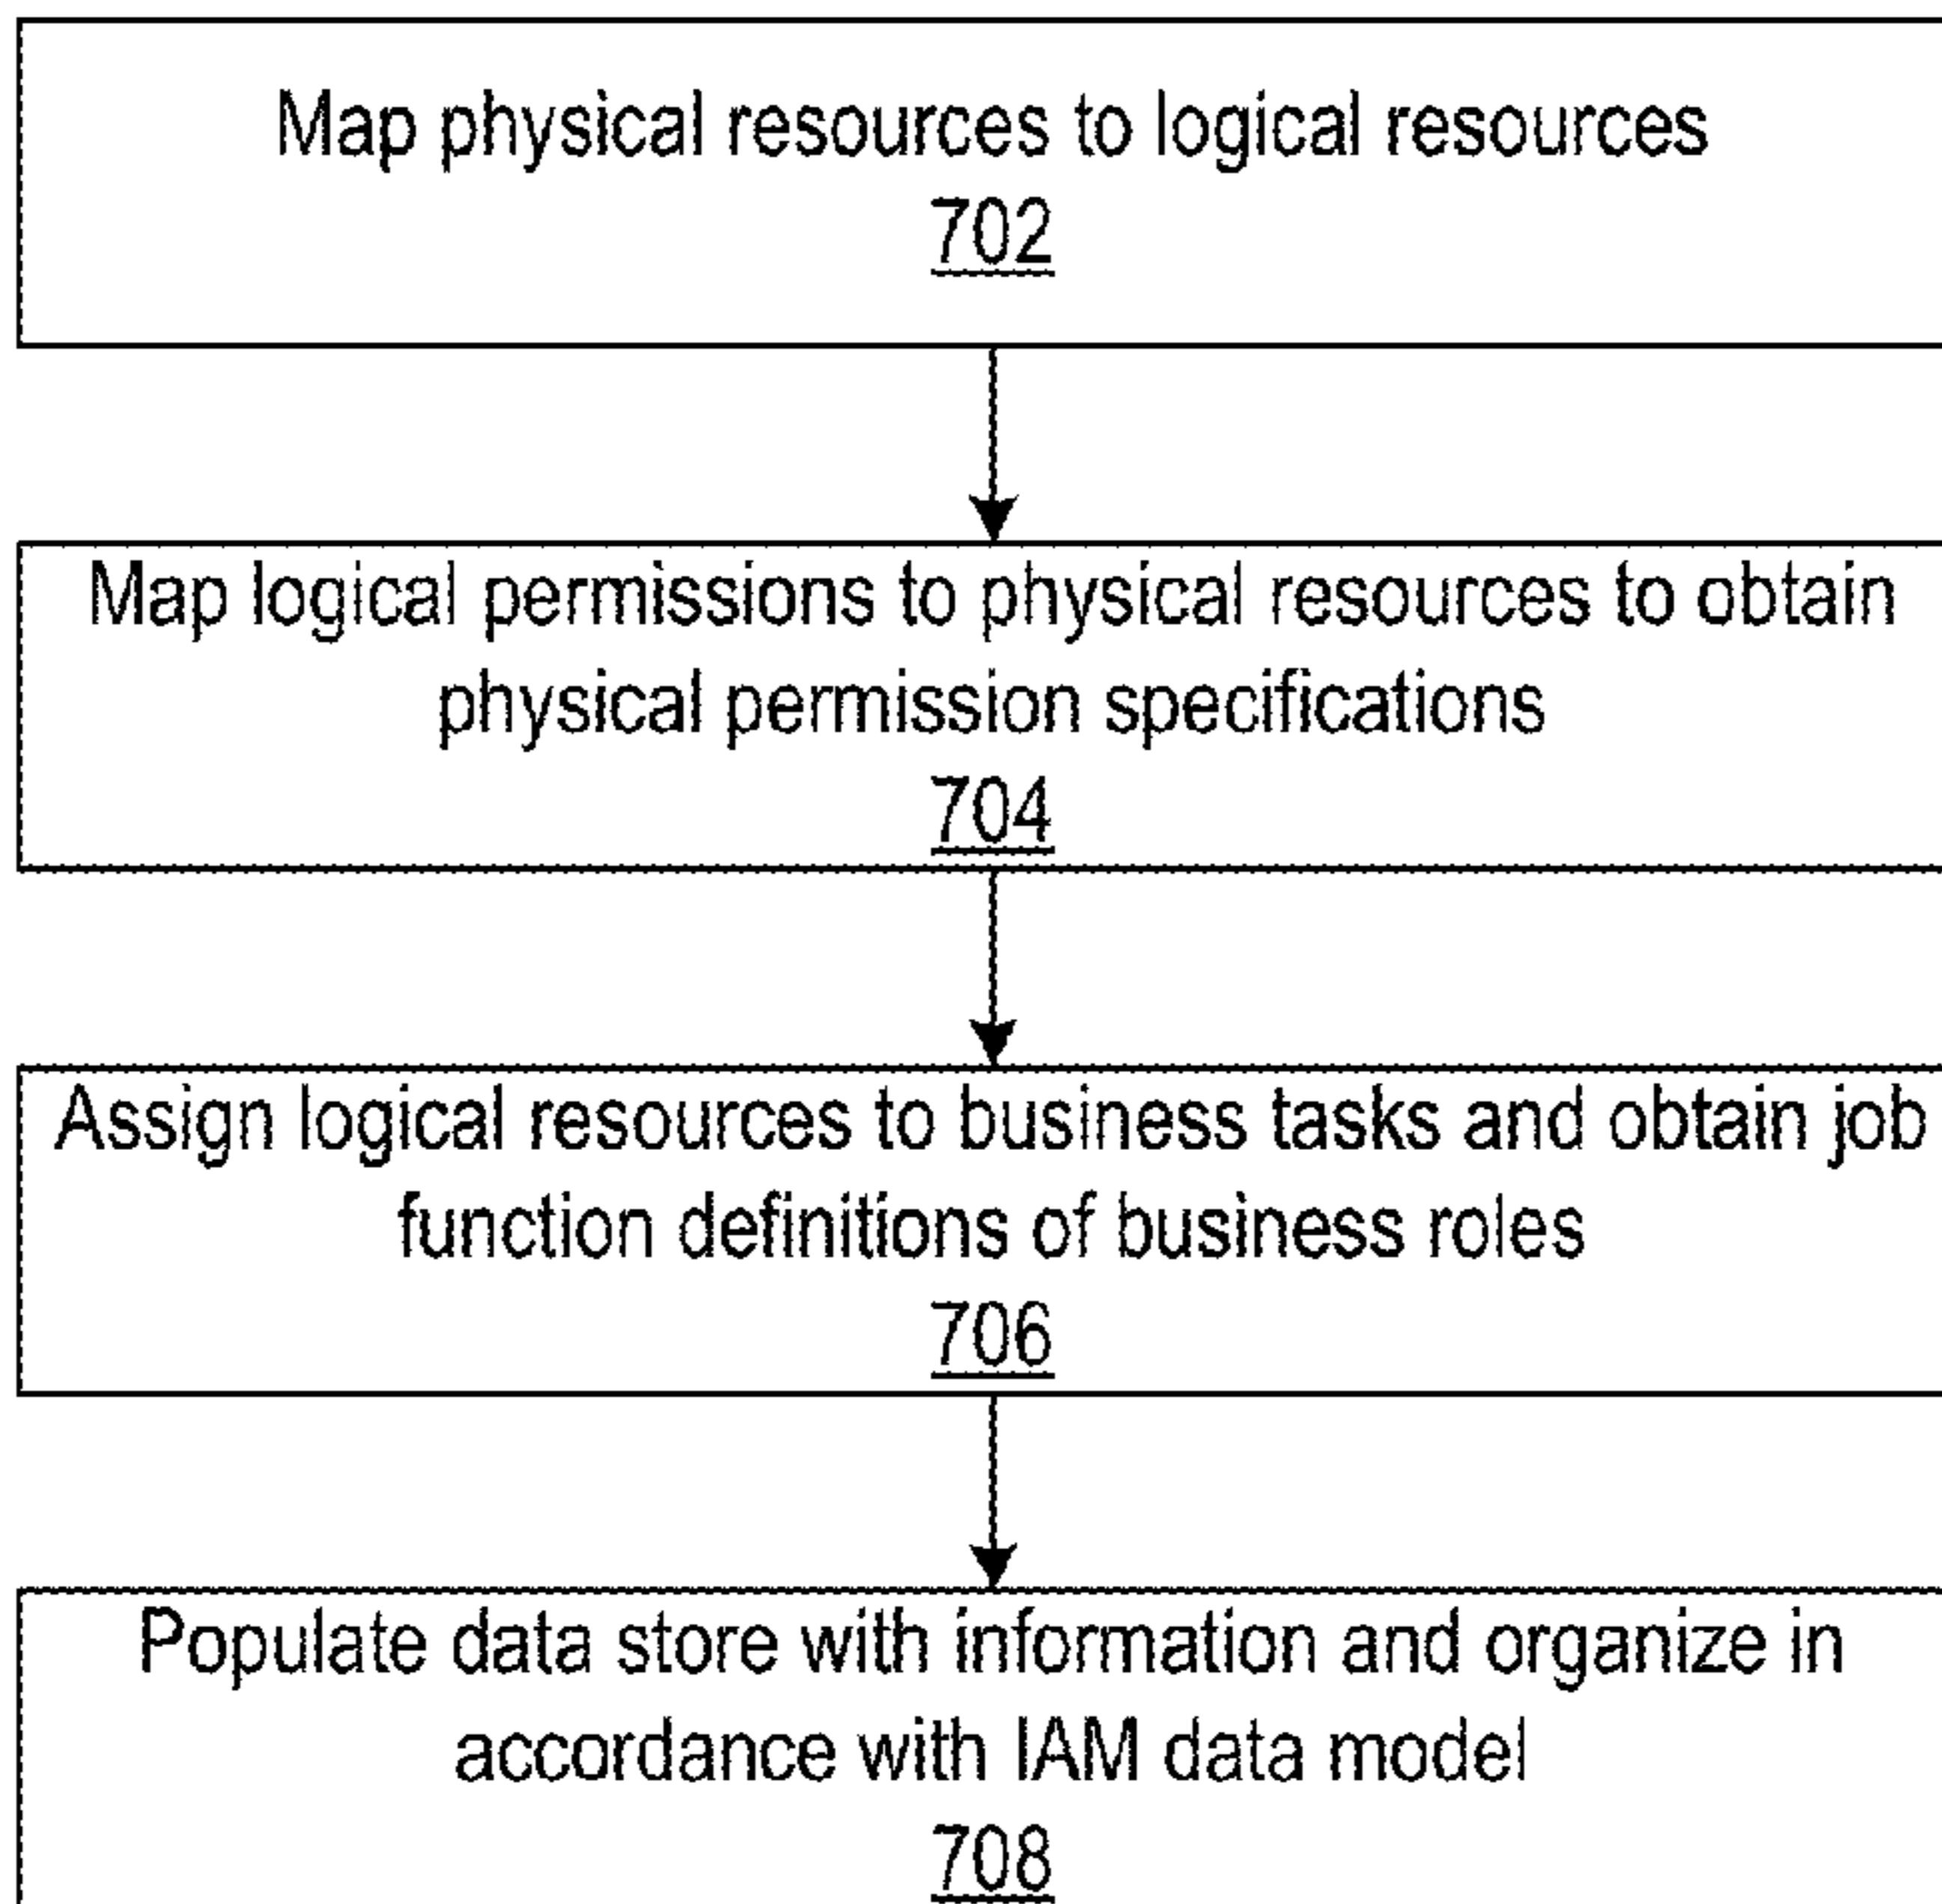 Map physical resources to logical resources
702
Map logical permissions to physical resources to obtain
physical permission specifications
704
Assign logical resources to business tasks and obtain job
function definitions of business roles
706
Populate data store with information and organize in
accordance with IAM data model
708